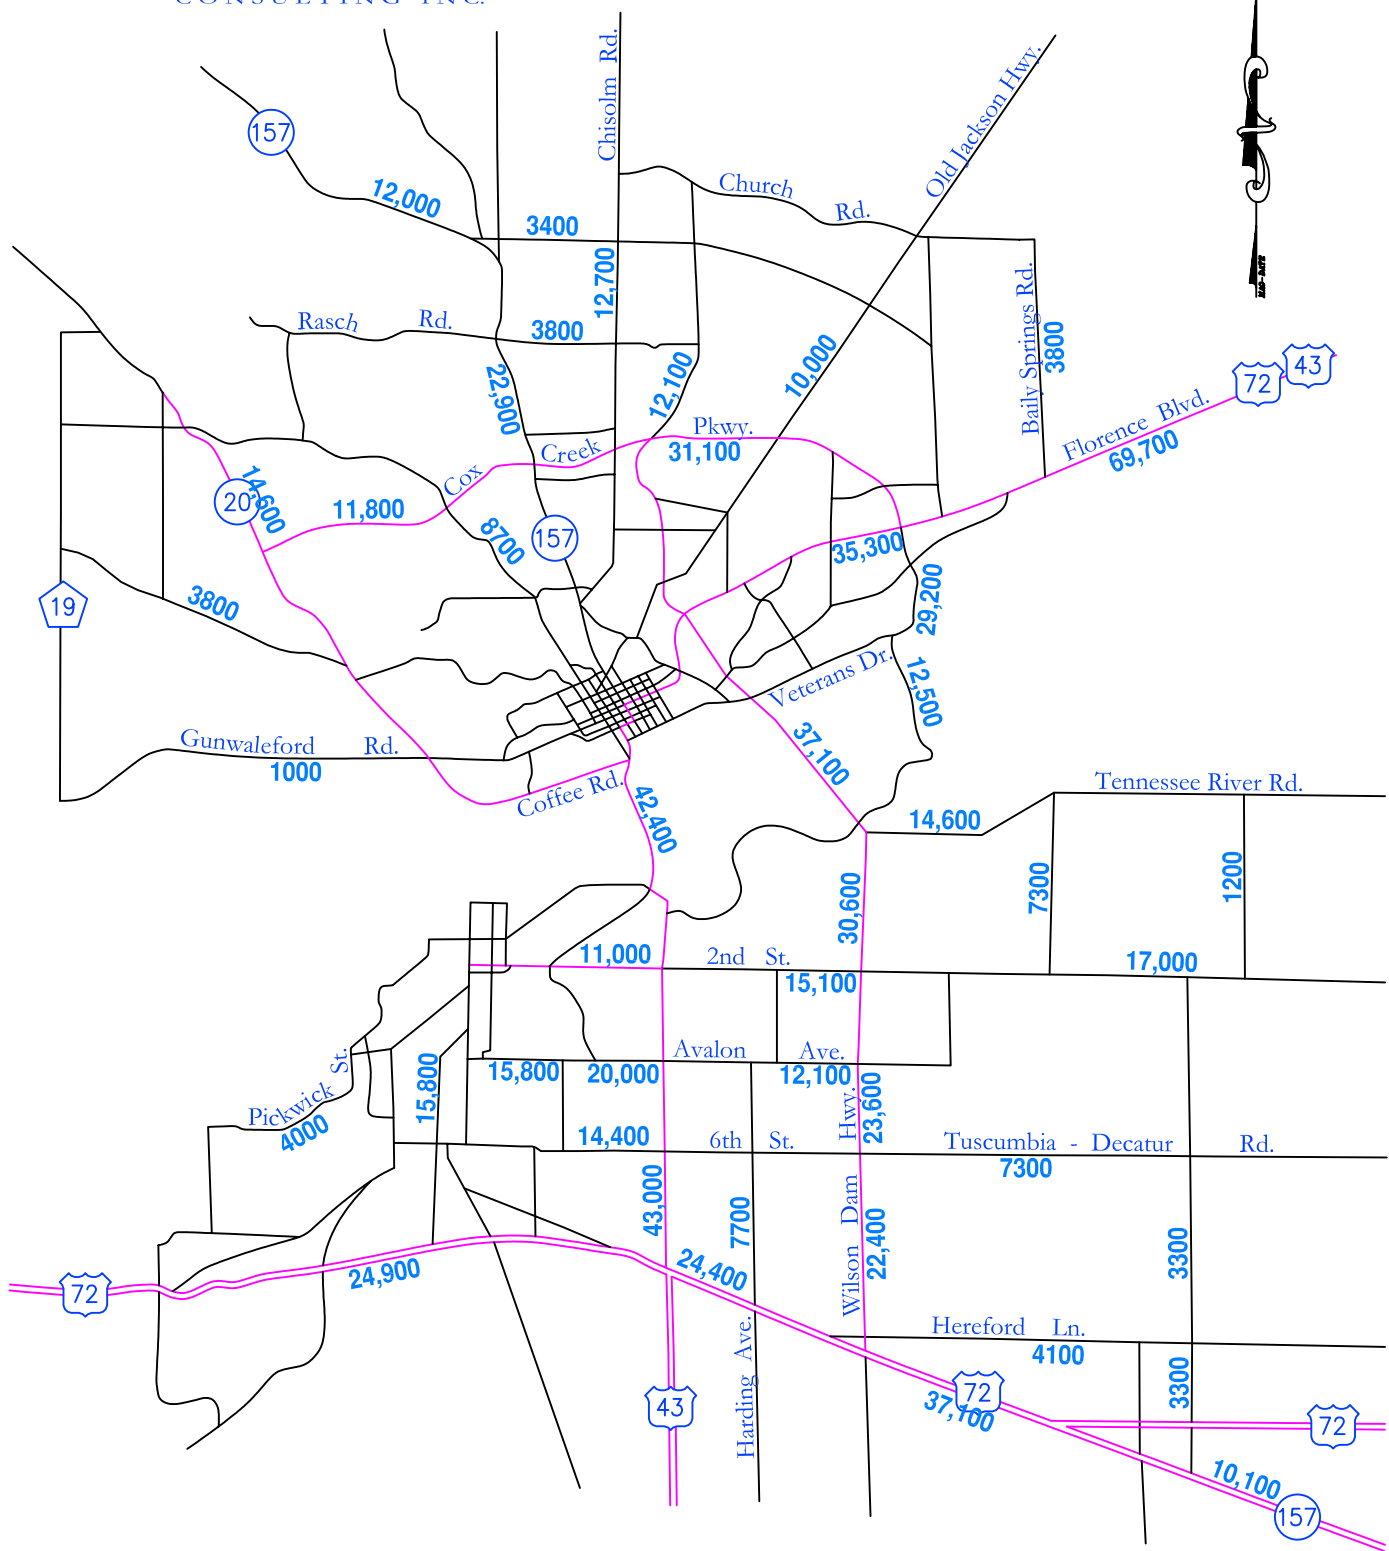 CONSULTING INC.
Chisolm Rd.
Old Jackson Hwy.
157
12,000
Church Rd.
3400
12,700
Baily Springs Rd.
3800
Rasch Rd.
3800
22,900
12,100
10,000
72
43
Florence Blvd.
69,700
Cox Creek Pkwy.
31,100
20
14,600
11,800
8700
157
35,300
29,200
19
3800
Veterans Dr.
12,500
Gunwaleford Rd.
1000
37,100
Coffee Rd.
42,400
Tennessee River Rd.
14,600
7300
1200
30,600
11,000
2nd St.
15,100
17,000
Pickwick St.
4000
15,800
Avalon Ave.
15,800
20,000
12,100
Wilson Dam Hwy.
23,600
14,400
6th St.
Tuscumbia - Decatur Rd.
7300
43,000
7700
22,400
3300
72
24,900
24,400
Hereford Ln.
4100
Harding Ave.
43
72
37,100
3300
72
10,100
157